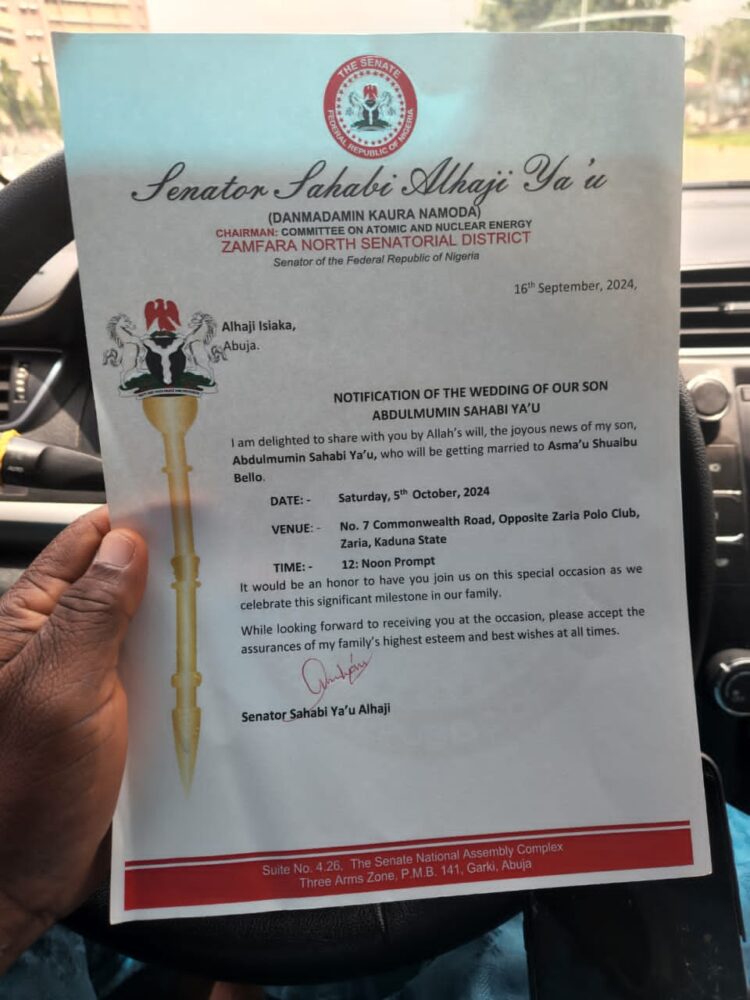 THE SENATE
FEDERAL REPUBLIC OF NIGERIA
Senator Sahabi Alhaji Ya'u
(DANMADAMIN KAURA NAMODA)
CHAIRMAN: COMMITTEE ON ATOMIC AND NUCLEAR ENERGY
ZAMFARA NORTH SENATORIAL DISTRICT
Senator of the Federal Republic of Nigeria
16th September, 2024,
Alhaji Isiaka,
Abuja.
NOTIFICATION OF THE WEDDING OF OUR SON
ABDULMUMIN SAHABI YA'U
I am delighted to share with you by Allah's will, the joyous news of my son,
Abdulmumin Sahabi Ya'u, who will be getting married to Asma'u Shuaibu
Bello.
DATE: - Saturday, 5th October, 2024
VENUE: - No. 7 Commonwealth Road, Opposite Zaria Polo Club,
Zaria, Kaduna State
TIME: - 12: Noon Prompt
It would be an honor to have you join us on this special occasion as we
celebrate this significant milestone in our family.
While looking forward to receiving you at the occasion, please accept the
assurances of my family's highest esteem and best wishes at all times.
Senator Sahabi Ya'u Alhaji
Suite No. 4.26, The Senate National Assembly Complex
Three Arms Zone, P.M.B. 141, Garki, Abuja
AUTO